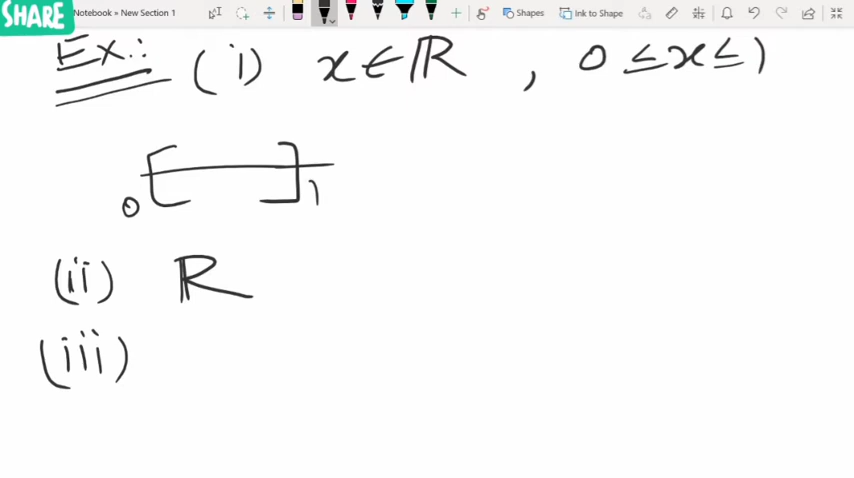 SHARE
Notebook » New Section 1
Shapes
Ink to Shape
Ex.:
(i) x ∈ ℝ , 0 ≤ x ≤ 1
0 [ ] 1
(ii) ℝ
(iii)